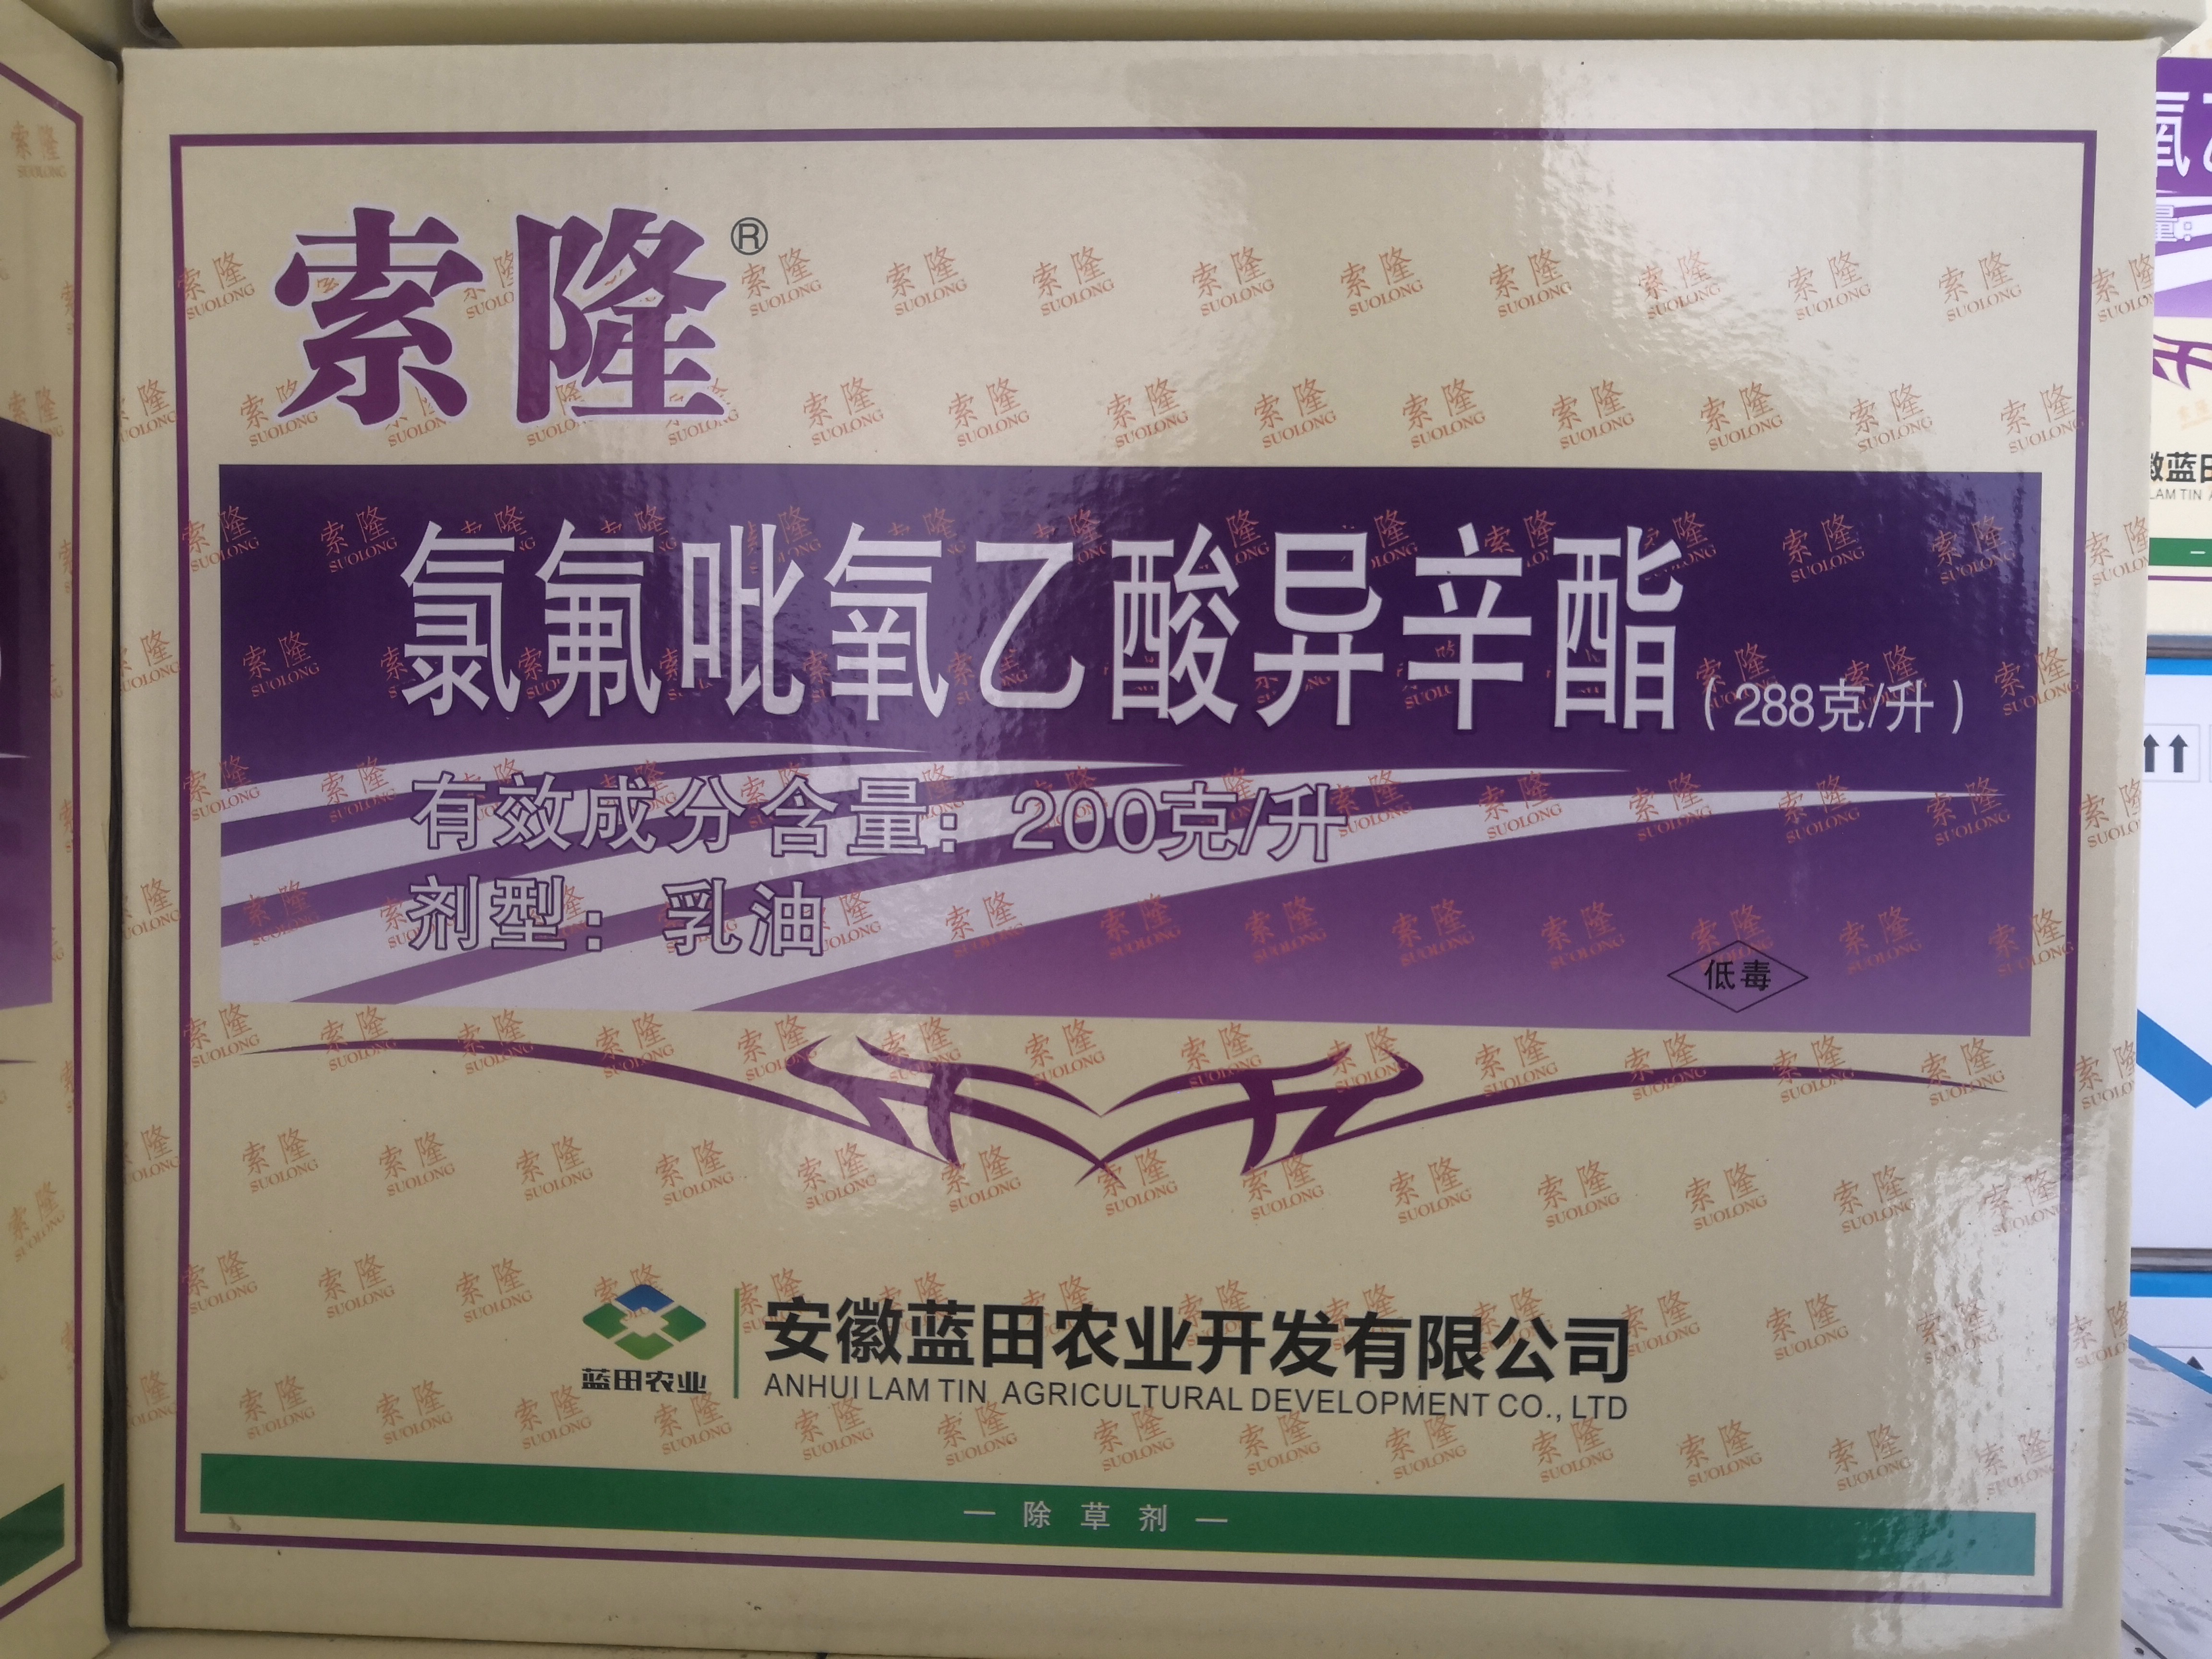 索隆®
氯氟吡氧乙酸异辛酯（288克/升）
有效成分含量：200克/升
剂型：乳油
低毒
蓝田农业
安徽蓝田农业开发有限公司
ANHUI LAM TIN AGRICULTURAL DEVELOPMENT CO., LTD
— 除草剂 —
索隆
SUOLONG